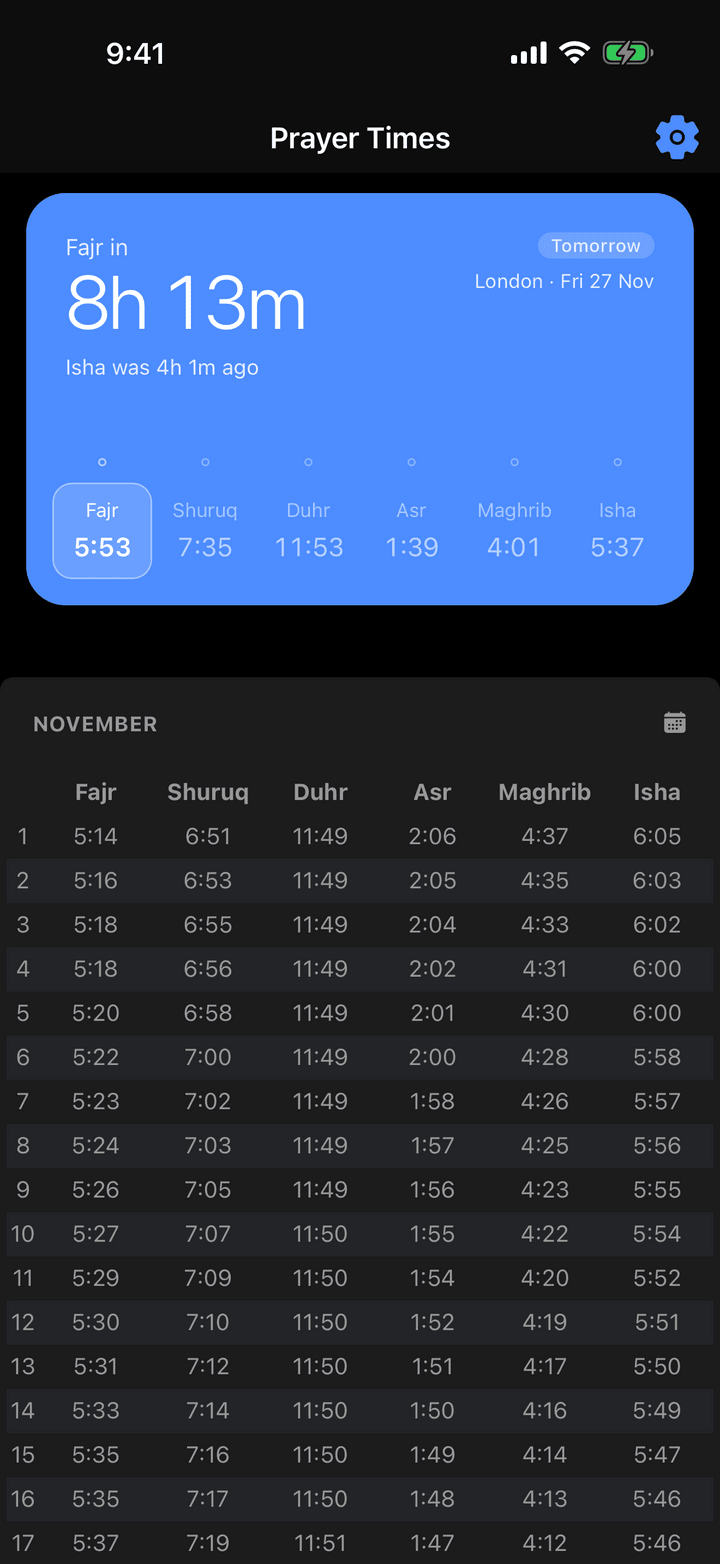 9:41
Prayer Times
Fajr in
Tomorrow
8h 13m
London · Fri 27 Nov
Isha was 4h 1m ago
Fajr Shuruq Duhr Asr Maghrib Isha
5:53 7:35 11:53 1:39 4:01 5:37
NOVEMBER
Fajr Shuruq Duhr Asr Maghrib Isha
1 5:14 6:51 11:49 2:06 4:37 6:05
2 5:16 6:53 11:49 2:05 4:35 6:03
3 5:18 6:55 11:49 2:04 4:33 6:02
4 5:18 6:56 11:49 2:02 4:31 6:00
5 5:20 6:58 11:49 2:01 4:30 6:00
6 5:22 7:00 11:49 2:00 4:28 5:58
7 5:23 7:02 11:49 1:58 4:26 5:57
8 5:24 7:03 11:49 1:57 4:25 5:56
9 5:26 7:05 11:49 1:56 4:23 5:55
10 5:27 7:07 11:50 1:55 4:22 5:54
11 5:29 7:09 11:50 1:54 4:20 5:52
12 5:30 7:10 11:50 1:52 4:19 5:51
13 5:31 7:12 11:50 1:51 4:17 5:50
14 5:33 7:14 11:50 1:50 4:16 5:49
15 5:35 7:16 11:50 1:49 4:14 5:47
16 5:35 7:17 11:50 1:48 4:13 5:46
17 5:37 7:19 11:51 1:47 4:12 5:46